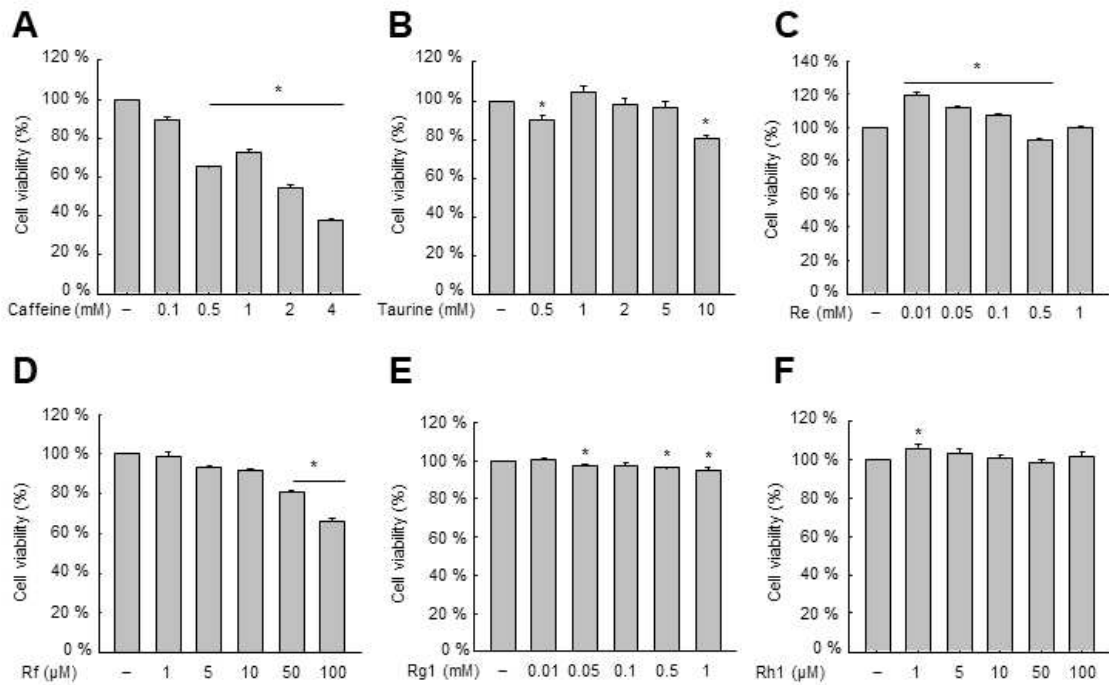 A
B
C
120 %
100 %
80 %
60 %
40 %
20 %
0 %
Cell viability (%)
*
Caffeine (mM) – 0.1 0.5 1 2 4
120 %
100 %
80 %
60 %
40 %
20 %
0 %
Cell viability (%)
* *
Taurine (mM) – 0.5 1 2 5 10
140 %
120 %
100 %
80 %
60 %
40 %
20 %
0 %
Cell viability (%)
*
Re (mM) – 0.01 0.05 0.1 0.5 1
D
E
F
120 %
100 %
80 %
60 %
40 %
20 %
0 %
Cell viability (%)
*
Rf (µM) – 1 5 10 50 100
120 %
100 %
80 %
60 %
40 %
20 %
0 %
Cell viability (%)
* * *
Rg1 (mM) – 0.01 0.05 0.1 0.5 1
120 %
100 %
80 %
60 %
40 %
20 %
0 %
Cell viability (%)
*
Rh1 (µM) – 1 5 10 50 100